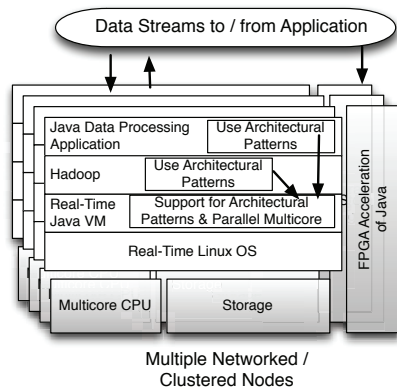 Data Streams to / from Application
Java Data Processing
Application
Use Architectural
Patterns
Hadoop
Use Architectural
Patterns
Real-Time
Java VM
Support for Architectural
Patterns & Parallel Multicore
Real-Time Linux OS
Multicore CPU
Storage
FPGA Acceleration
of Java
Multiple Networked /
Clustered Nodes